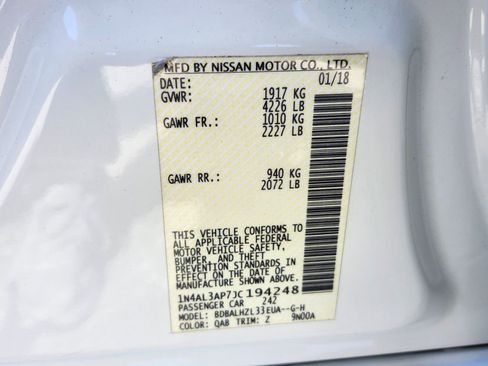 MFD BY NISSAN MOTOR CO., LTD.
DATE: 01/18
GVWR: 1917 KG
4226 LB
GAWR FR.: 1010 KG
2227 LB
GAWR RR.: 940 KG
2072 LB
THIS VEHICLE CONFORMS TO
ALL APPLICABLE FEDERAL
MOTOR VEHICLE SAFETY,
BUMPER, AND THEFT
PREVENTION STANDARDS IN
EFFECT ON THE DATE OF
MANUFACTURE SHOWN ABOVE.
1N4AL3AP7JC194248
PASSENGER CAR 242
MODEL: BDBALHZL33EUA--G-H
COLOR: QAB TRIM: Z 9N00A